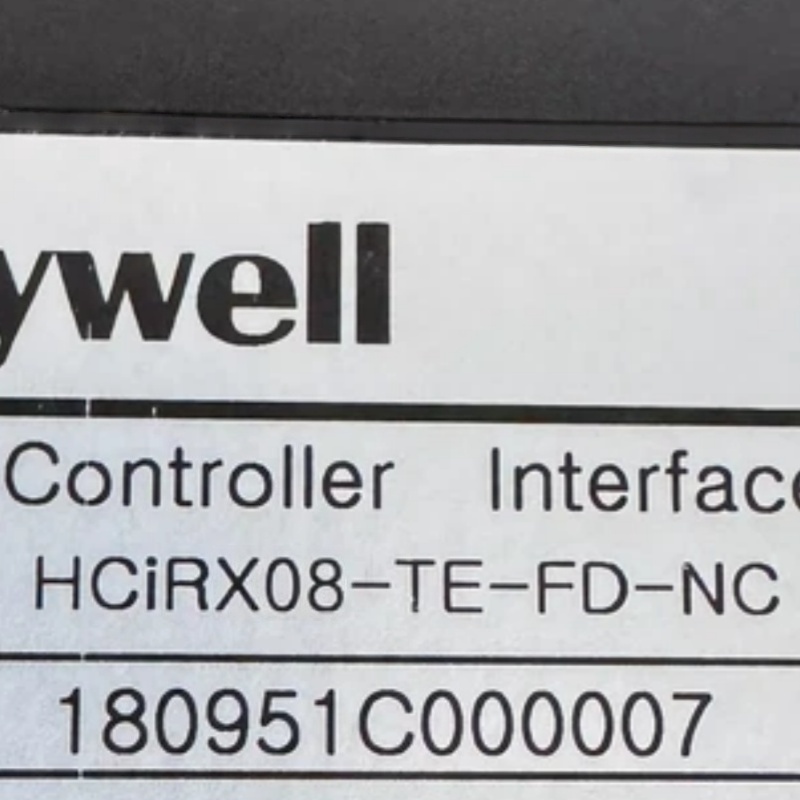 ywell
Controller Interface
HCiRX08-TE-FD-NC
180951C000007